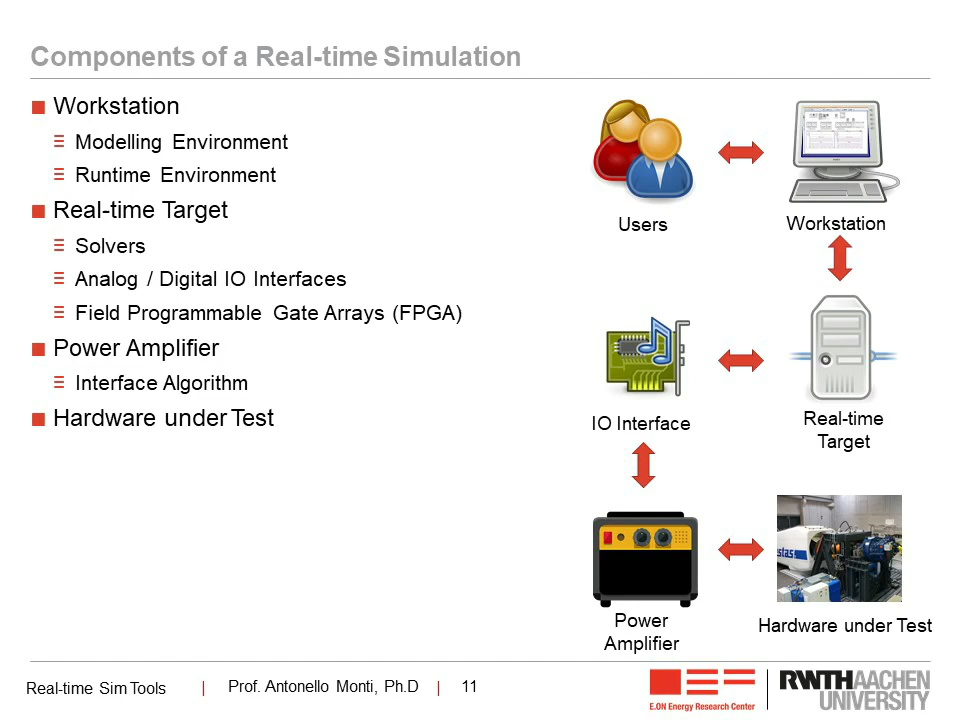 Components of a Real-time Simulation
Workstation
Modelling Environment
Runtime Environment
Real-time Target
Solvers
Analog / Digital IO Interfaces
Field Programmable Gate Arrays (FPGA)
Power Amplifier
Interface Algorithm
Hardware under Test
Users
Workstation
IO Interface
Real-time
Target
Power
Amplifier
stas
Hardware under Test
Real-time Sim Tools | Prof. Antonello Monti, Ph.D | 11
E.ON Energy Research Center
RWTHAACHEN
UNIVERSITY